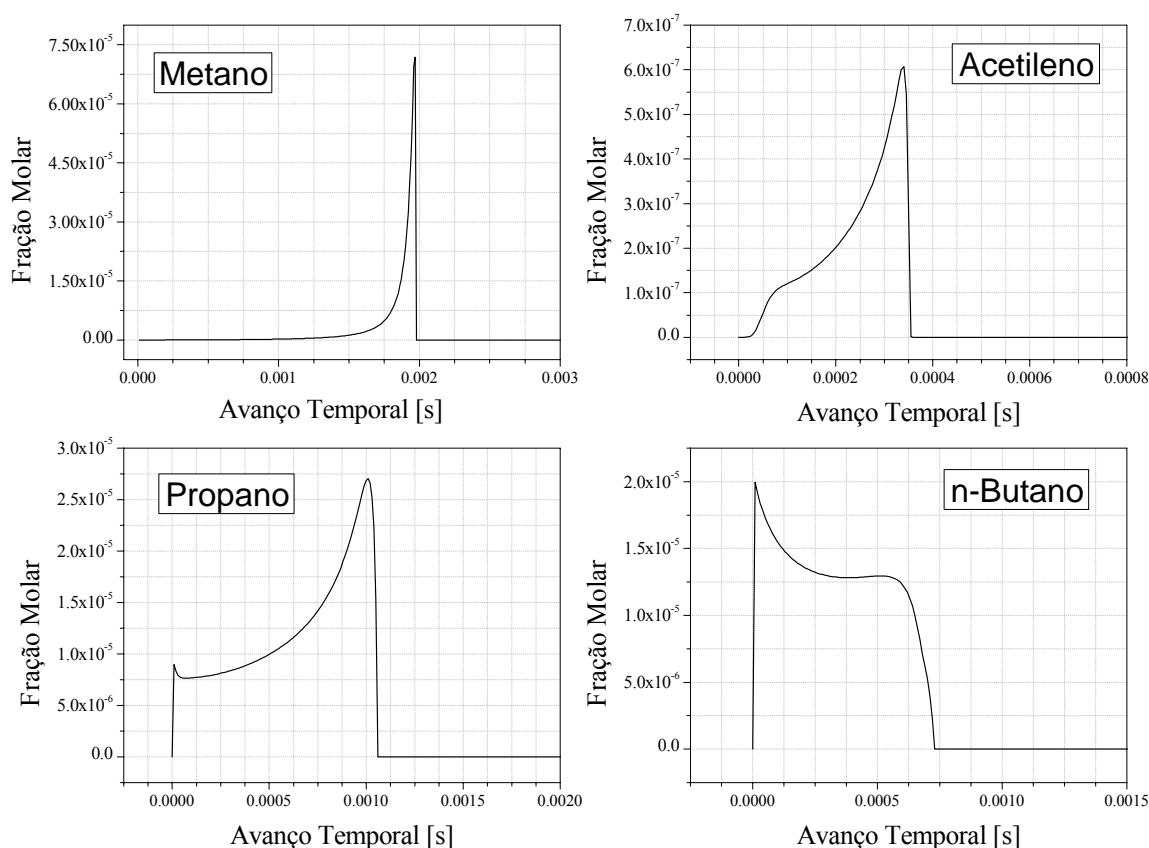 Metano
Fração Molar
7.50x10⁻⁵
6.00x10⁻⁵
4.50x10⁻⁵
3.00x10⁻⁵
1.50x10⁻⁵
0.00
0.000 0.001 0.002 0.003
Avanço Temporal [s]
Acetileno
Fração Molar
7.0x10⁻⁷
6.0x10⁻⁷
5.0x10⁻⁷
4.0x10⁻⁷
3.0x10⁻⁷
2.0x10⁻⁷
1.0x10⁻⁷
0.0
0.0000 0.0002 0.0004 0.0006 0.0008
Avanço Temporal [s]
Propano
Fração Molar
3.0x10⁻⁵
2.5x10⁻⁵
2.0x10⁻⁵
1.5x10⁻⁵
1.0x10⁻⁵
5.0x10⁻⁶
0.0
0.0000 0.0005 0.0010 0.0015 0.0020
Avanço Temporal [s]
n-Butano
Fração Molar
2.0x10⁻⁵
1.5x10⁻⁵
1.0x10⁻⁵
5.0x10⁻⁶
0.0
0.0000 0.0005 0.0010 0.0015
Avanço Temporal [s]